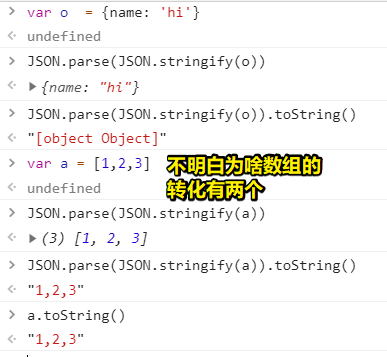 > var o  = {name: 'hi'}
< undefined
> JSON.parse(JSON.stringify(o))
< ▶ {name: "hi"}
> JSON.parse(JSON.stringify(o)).toString()
< "[object Object]"
> var a = [1,2,3]
不明白为啥数组的
转化有两个
< undefined
> JSON.parse(JSON.stringify(a))
< ▶ (3) [1, 2, 3]
> JSON.parse(JSON.stringify(a)).toString()
< "1,2,3"
> a.toString()
< "1,2,3"